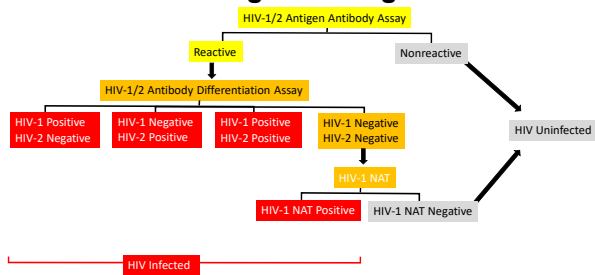 HIV-1/2 Antigen Antibody Assay
Reactive
Nonreactive
HIV-1/2 Antibody Differentiation Assay
HIV-1 Positive
HIV-2 Negative
HIV-1 Negative
HIV-2 Positive
HIV-1 Positive
HIV-2 Positive
HIV-1 Negative
HIV-2 Negative
HIV Uninfected
HIV-1 NAT
HIV-1 NAT Positive
HIV-1 NAT Negative
HIV Infected